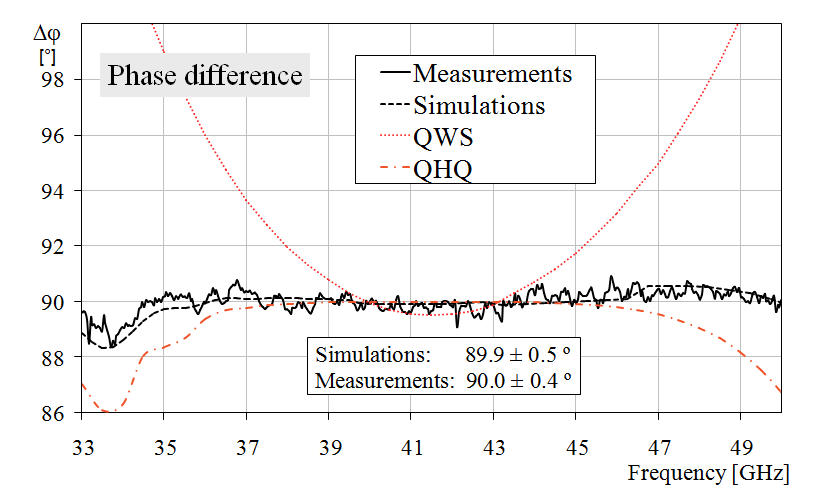 Δφ
[°]
Phase difference
Measurements
Simulations
QWS
QHQ
98
96
94
92
90
88
86
Simulations: 89.9 ± 0.5 º
Measurements: 90.0 ± 0.4 º
33 35 37 39 41 43 45 47 49
Frequency [GHz]